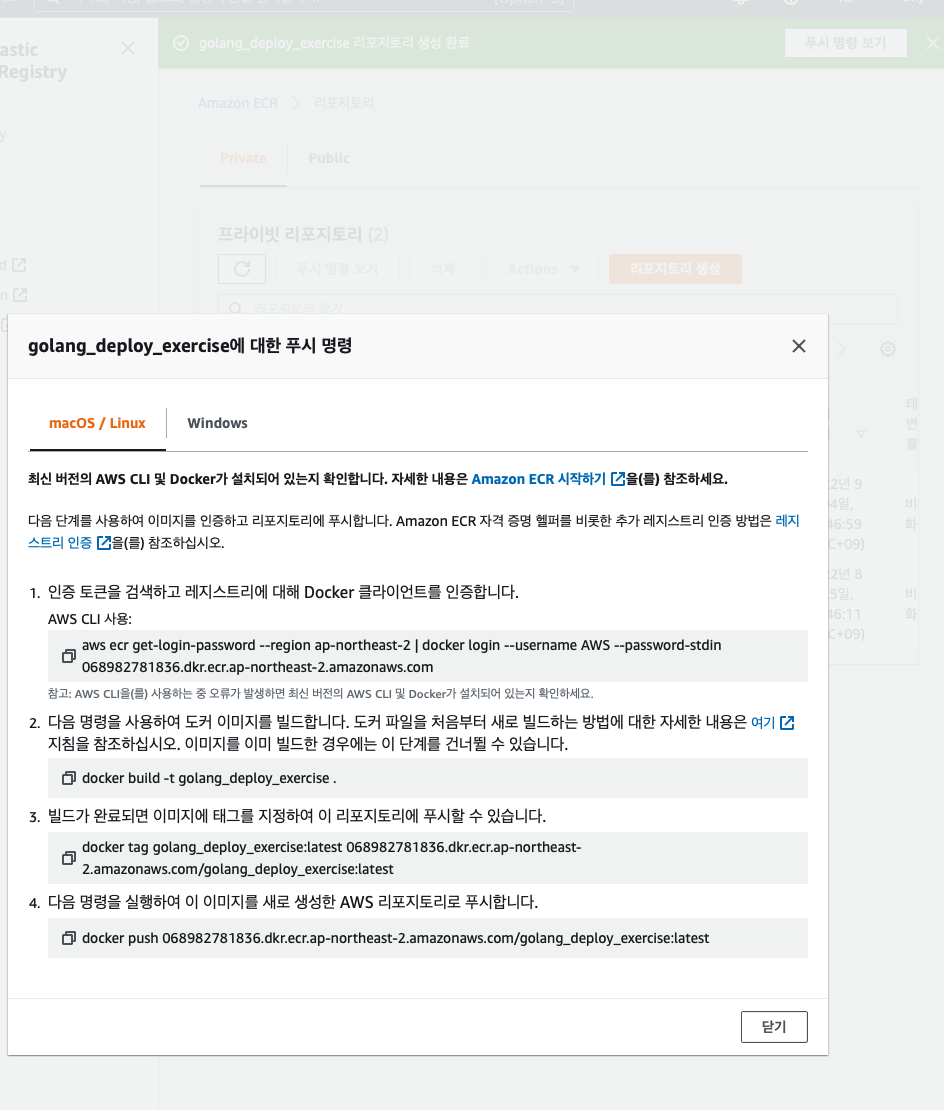 astic
Registry
golang_deploy_exercise 리포지토리 생성 완료
푸시 명령 보기
Amazon ECR
리포지토리
Private
Public
프라이빗 리포지토리 (2)
푸시 명령 보기
삭제
Actions
리포지토리 생성
리포지토리 찾기
golang_deploy_exercise에 대한 푸시 명령
macOS / Linux
Windows
최신 버전의 AWS CLI 및 Docker가 설치되어 있는지 확인합니다. 자세한 내용은 Amazon ECR 시작하기 을(를) 참조하세요.
다음 단계를 사용하여 이미지를 인증하고 리포지토리에 푸시합니다. Amazon ECR 자격 증명 헬퍼를 비롯한 추가 레지스트리 인증 방법은 레지
스트리 인증 을(를) 참조하십시오.
1. 인증 토큰을 검색하고 레지스트리에 대해 Docker 클라이언트를 인증합니다.
AWS CLI 사용:
aws ecr get-login-password --region ap-northeast-2 | docker login --username AWS --password-stdin
068982781836.dkr.ecr.ap-northeast-2.amazonaws.com
참고: AWS CLI을(를) 사용하는 중 오류가 발생하면 최신 버전의 AWS CLI 및 Docker가 설치되어 있는지 확인하세요.
2. 다음 명령을 사용하여 도커 이미지를 빌드합니다. 도커 파일을 처음부터 새로 빌드하는 방법에 대한 자세한 내용은 여기
지침을 참조하십시오. 이미지를 이미 빌드한 경우에는 이 단계를 건너뛸 수 있습니다.
docker build -t golang_deploy_exercise .
3. 빌드가 완료되면 이미지에 태그를 지정하여 이 리포지토리에 푸시할 수 있습니다.
docker tag golang_deploy_exercise:latest 068982781836.dkr.ecr.ap-northeast-
2.amazonaws.com/golang_deploy_exercise:latest
4. 다음 명령을 실행하여 이 이미지를 새로 생성한 AWS 리포지토리로 푸시합니다.
docker push 068982781836.dkr.ecr.ap-northeast-2.amazonaws.com/golang_deploy_exercise:latest
닫기